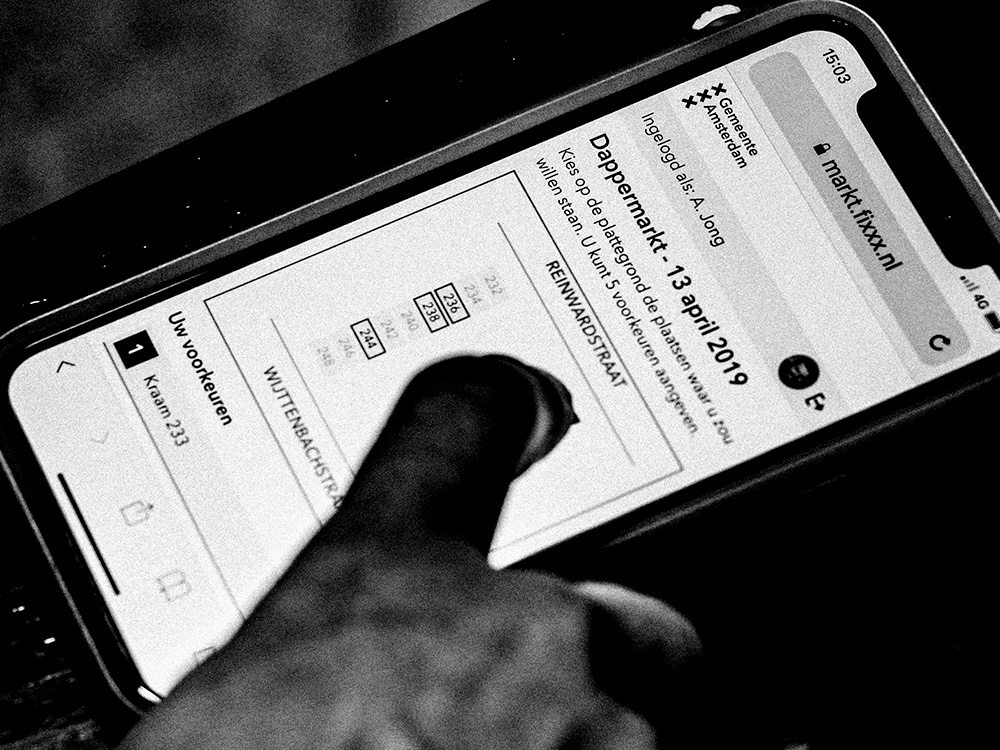 15:03
4G
markt.fixxx.nl
Gemeente
Amsterdam
Ingelogd als: A. Jong
Dappermarkt - 13 april 2019
Kies op de plattegrond de plaatsen waar u zou
willen staan. U kunt 5 voorkeuren aangeven.
REINWARDSTRAAT
232
234
236
238
240
242
244
246
248
Uw voorkeuren
1 Kraam 233